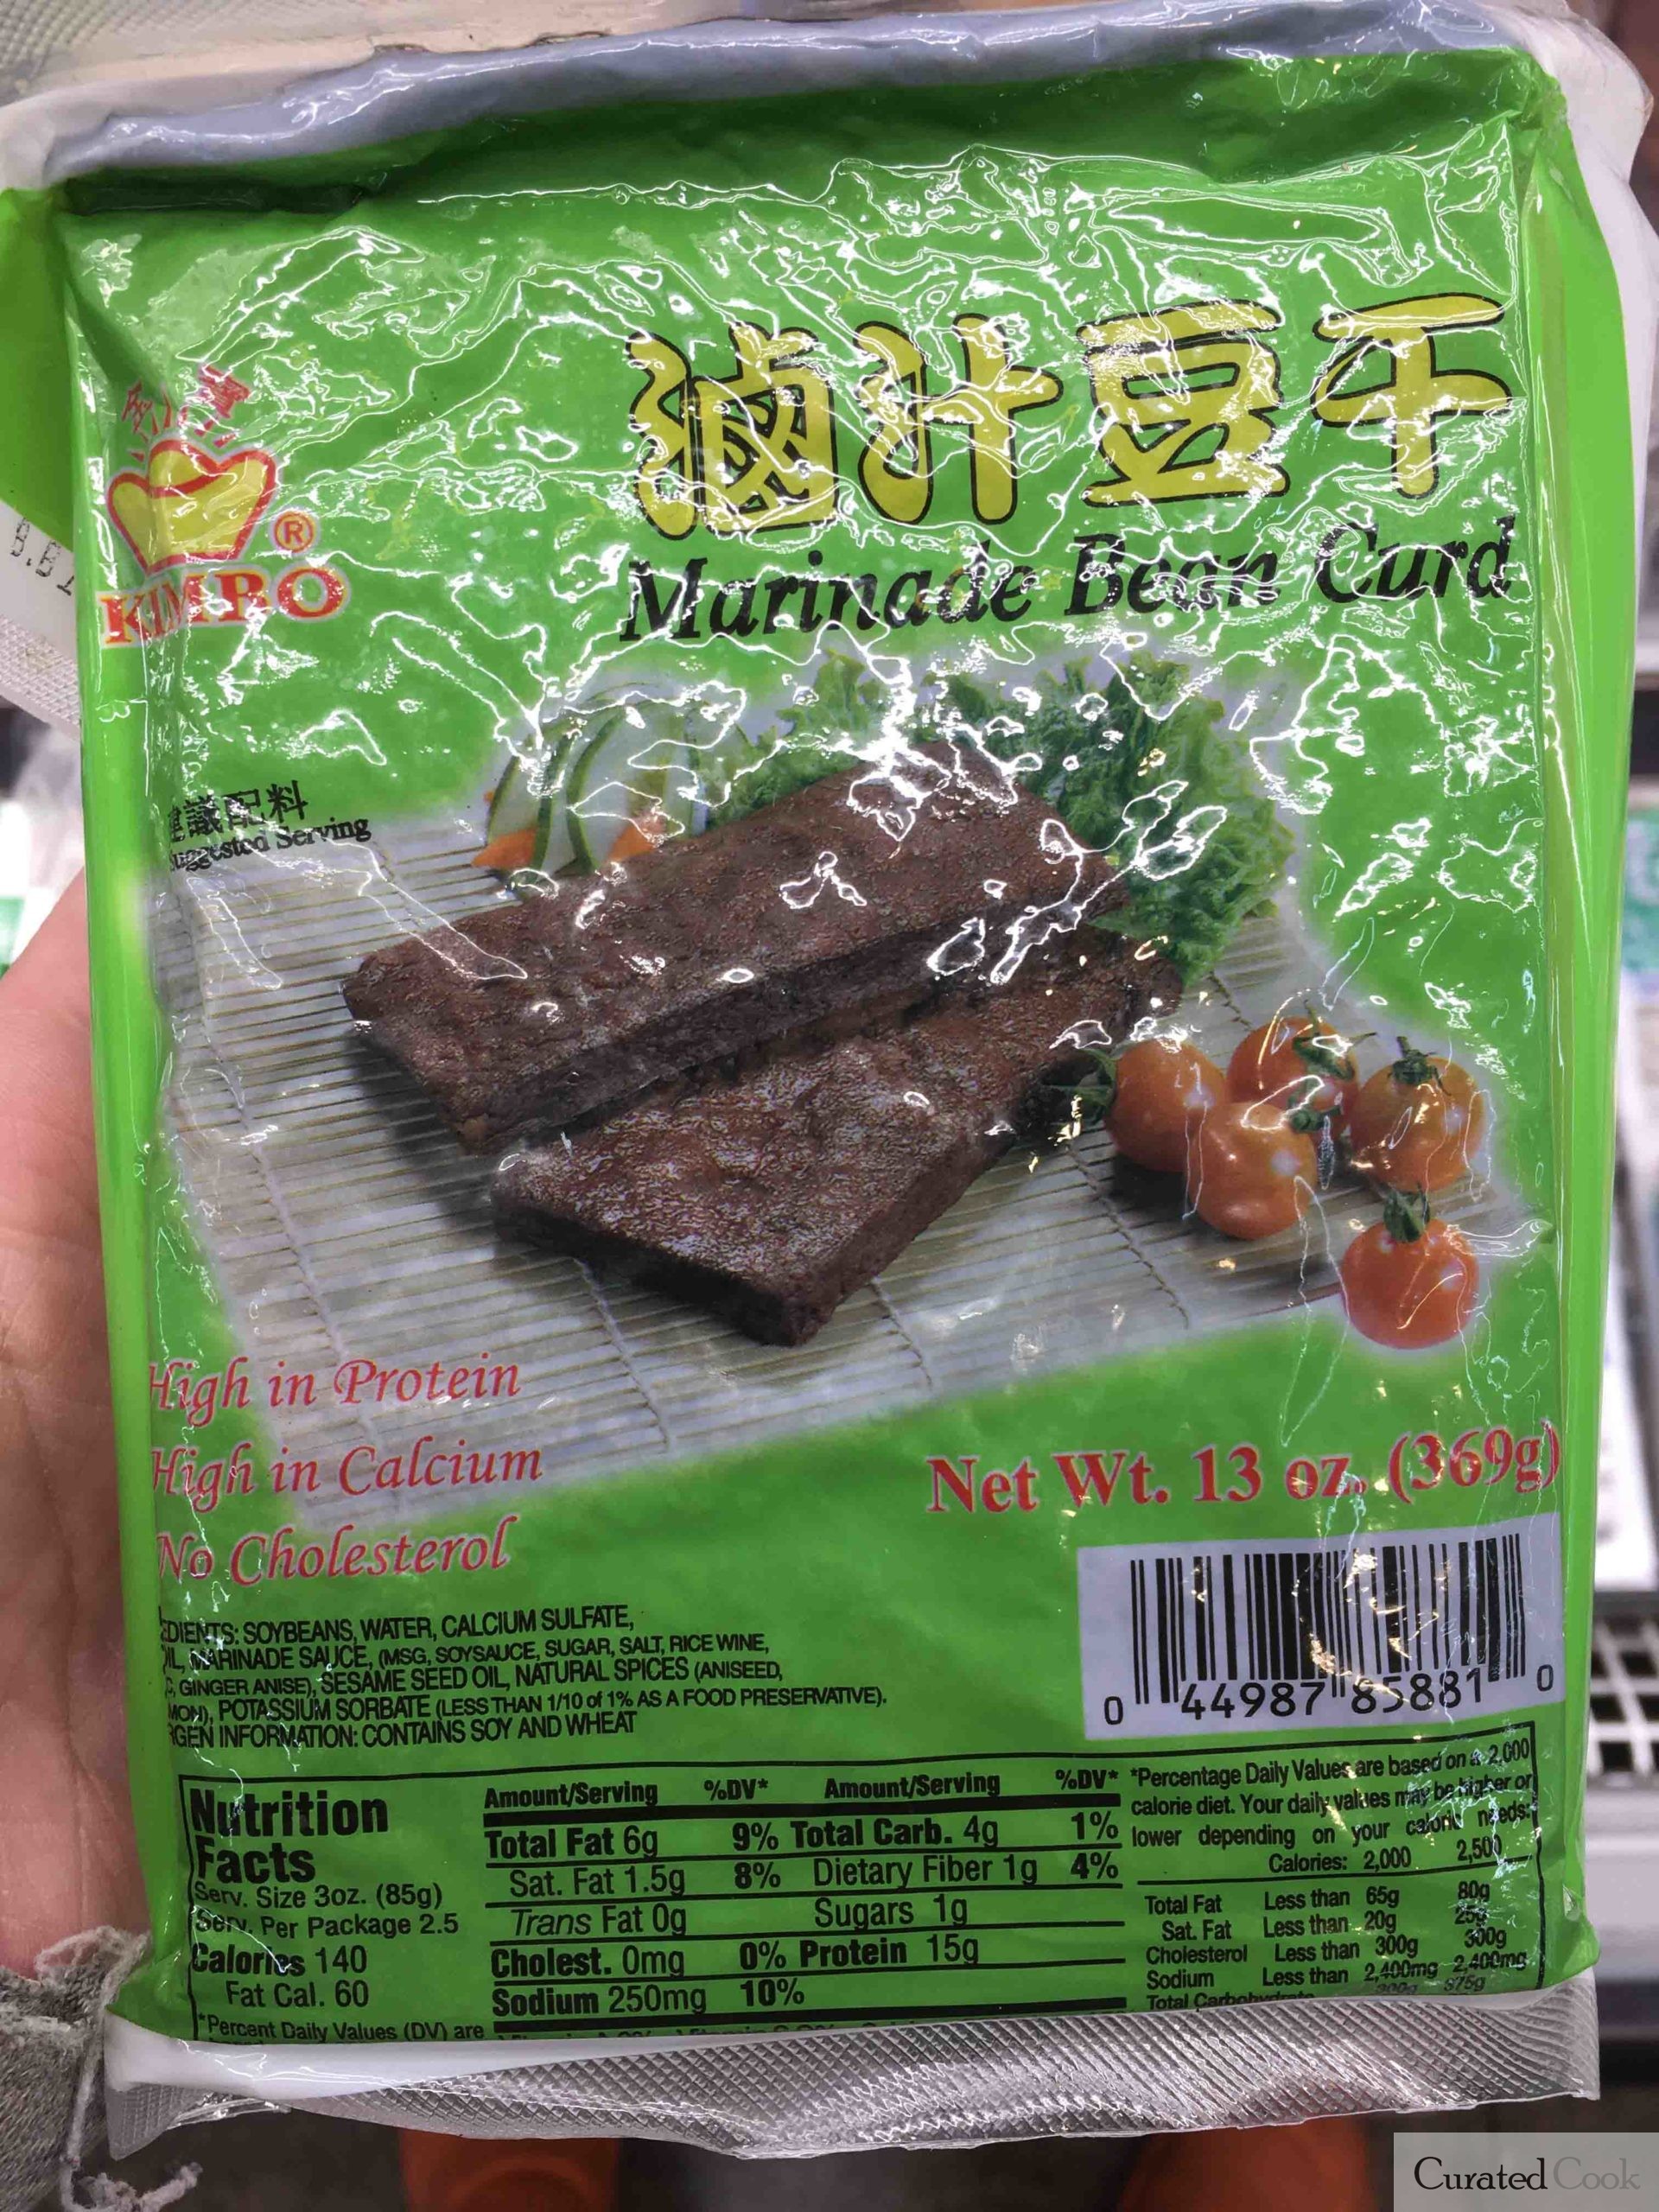 滷汁豆干
Marinade Bean Curd
®
KIMBO
議配料
Suggested Serving
High in Protein
High in Calcium
No Cholesterol
Net Wt. 13 oz. (369g)
EDIENTS: SOYBEANS, WATER, CALCIUM SULFATE,
MARINADE SAUCE, (MSG, SOYSAUCE, SUGAR, SALT, RICE WINE,
GINGER ANISE), SESAME SEED OIL, NATURAL SPICES (ANISEED,
MON), POTASSIUM SORBATE (LESS THAN 1/10 of 1% AS A FOOD PRESERVATIVE).
RGEN INFORMATION: CONTAINS SOY AND WHEAT
0 44987 85881 0
Nutrition
Facts
Serv. Size 3oz. (85g)
Serv. Per Package 2.5
Calories 140
Fat Cal. 60
*Percent Daily Values (DV) are
Amount/Serving %DV* Amount/Serving %DV*
Total Fat 6g 9% Total Carb. 4g 1%
Sat. Fat 1.5g 8% Dietary Fiber 1g 4%
Trans Fat 0g Sugars 1g
Cholest. 0mg 0% Protein 15g
Sodium 250mg 10%
*Percentage Daily Values are based on a 2,000
calorie diet. Your daily values may be higher or
lower depending on your calorie needs:
Calories: 2,000 2,500
Total Fat Less than 65g 80g
Sat. Fat Less than 20g 25g
Cholesterol Less than 300g 300g
Sodium Less than 2,400mg 2,400mg
Total Carbohydrate 300g 375g
Curated Cook